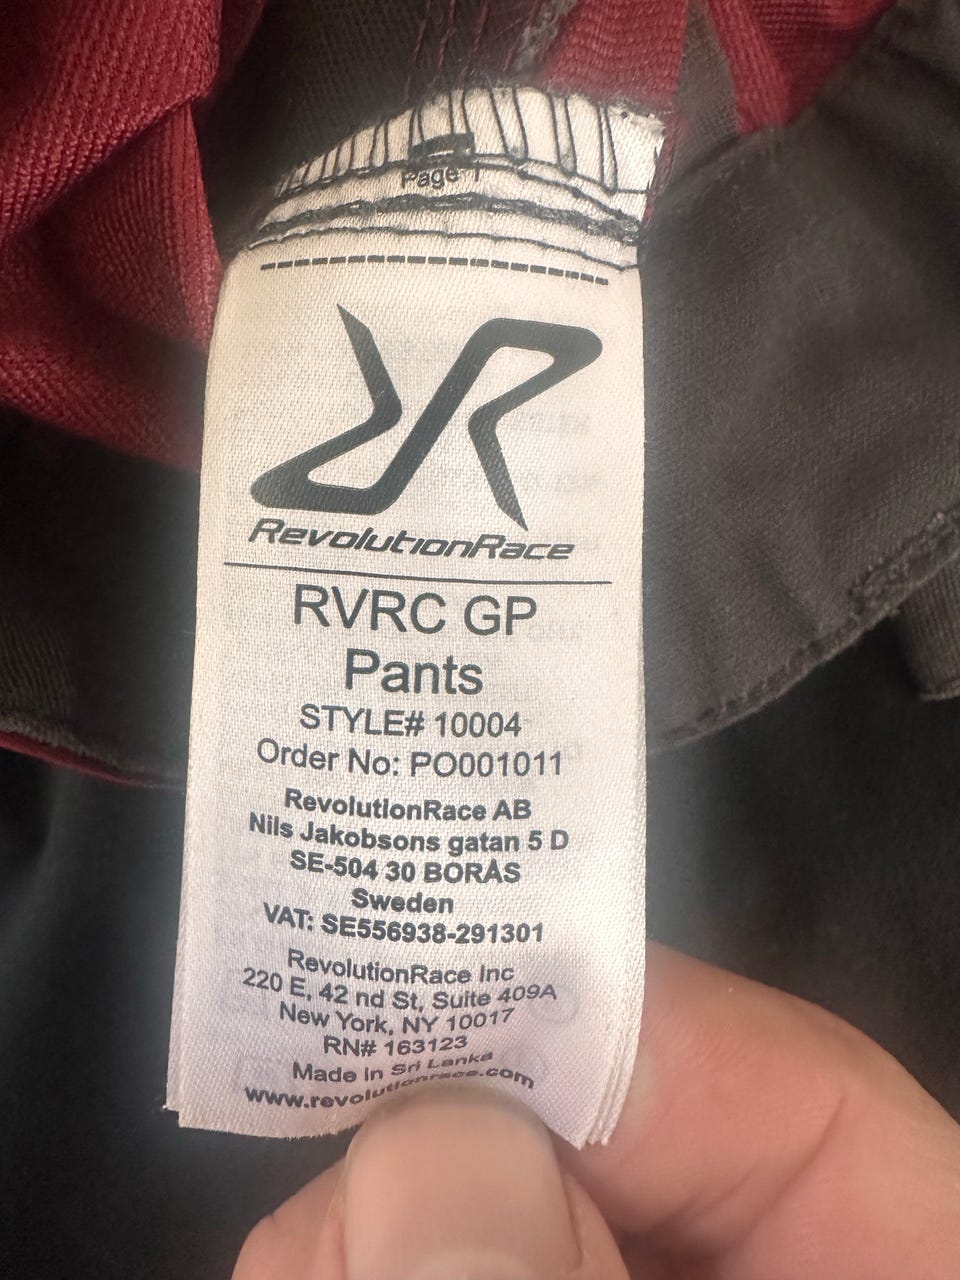 Page 1
RevolutionRace
RVRC GP
Pants
STYLE# 10004
Order No: PO001011
RevolutionRace AB
Nils Jakobsons gatan 5 D
SE-504 30 BORÅS
Sweden
VAT: SE556938-291301
RevolutionRace Inc
220 E, 42 nd St, Suite 409A
New York, NY 10017
RN# 163123
Made in Sri Lanka
www.revolutionrace.com